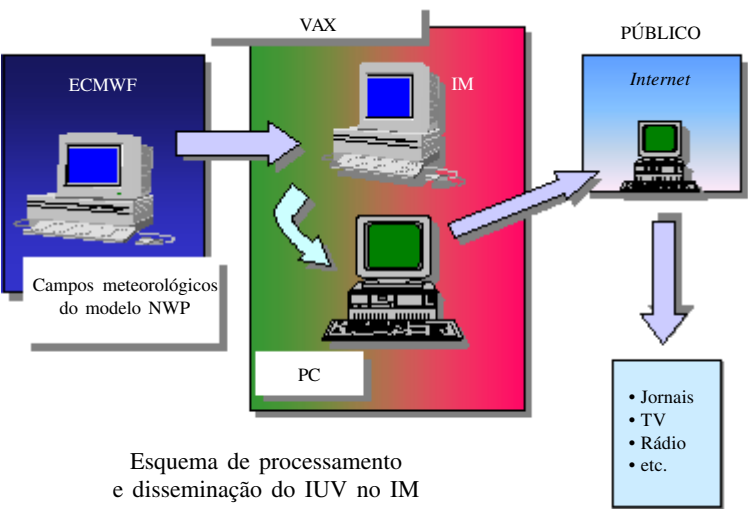 VAX
PÚBLICO
ECMWF
IM
Internet
Campos meteorológicos
do modelo NWP
PC
• Jornais
• TV
• Rádio
• etc.
Esquema de processamento
e disseminação do IUV no IM